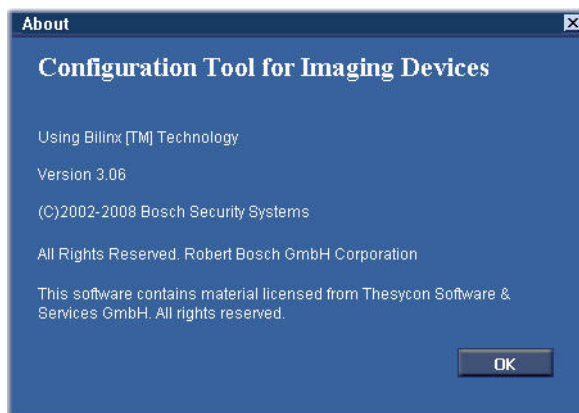 About
Configuration Tool for Imaging Devices
Using Bilinx [TM] Technology
Version 3.06
(C)2002-2008 Bosch Security Systems
All Rights Reserved. Robert Bosch GmbH Corporation
This software contains material licensed from Thesycon Software &
Services GmbH. All rights reserved.
OK